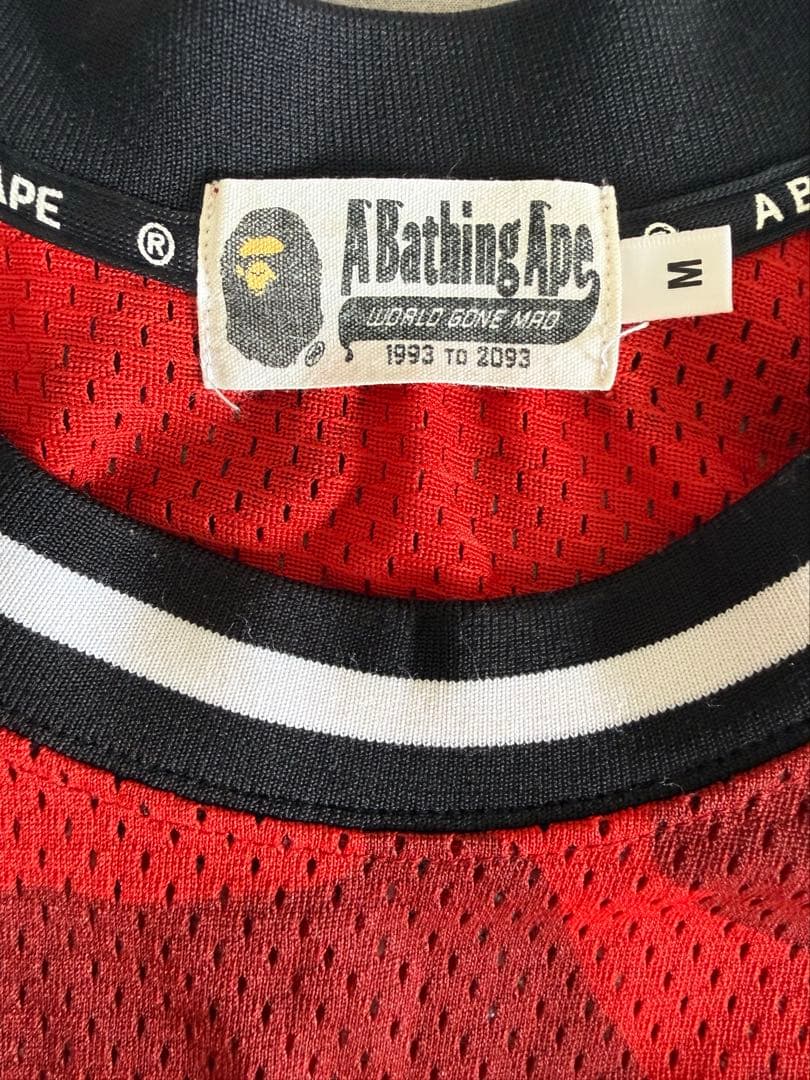 APE
®
A B
A Bathing Ape
®
WORLD GONE MAD
1993 TO 2093
M